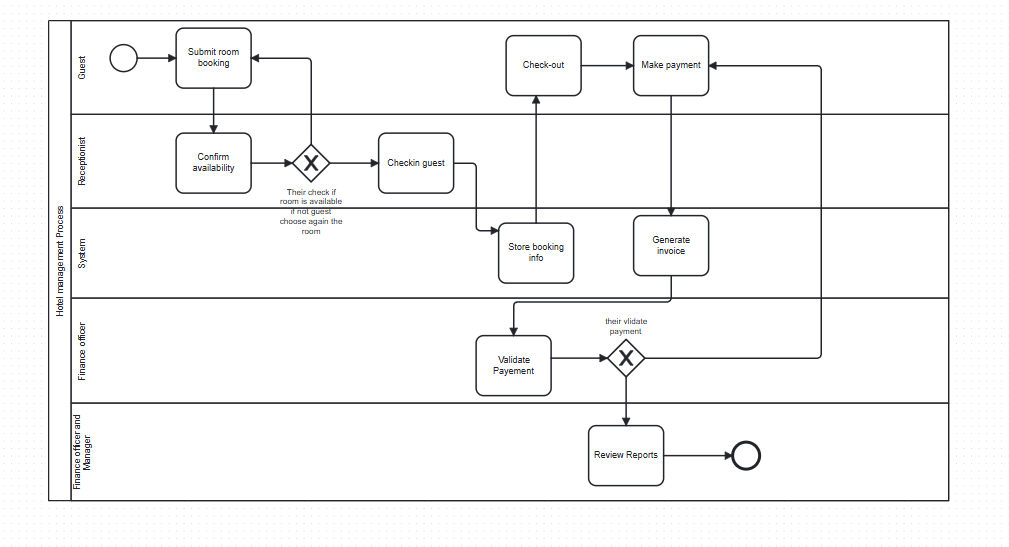 Hotel management Process
Guest
Submit room
booking
Check-out
Make payment
Receptionist
Confirm
availability
Checkin guest
Their check if
room is available
if not guest
choose again the
room
System
Store booking
info
Generate
invoice
Finance officer
their vlidate
payment
Validate
Payement
Finance officer and
Manager
Review Reports